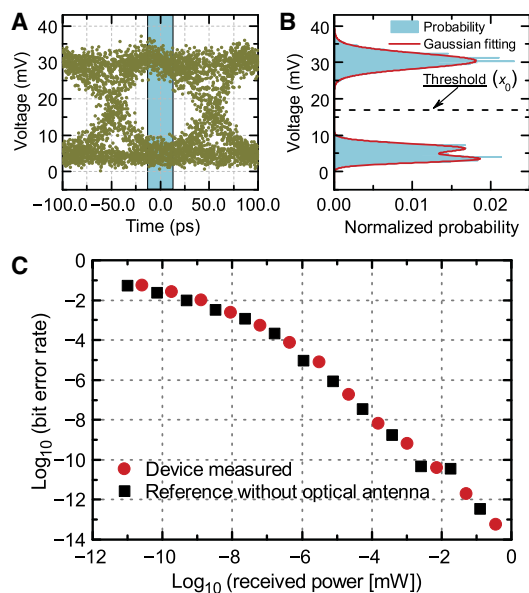 A
Voltage (mV)
40
30
20
10
0
−100.0
−50.0
0.0
50.0
100.0
Time (ps)
B
Voltage (mV)
40
30
20
10
0
Probability
Gaussian fitting
Threshold (x0)
0.00
0.01
0.02
Normalized probability
C
Log10 (bit error rate)
0
−2
−4
−6
−8
−10
−12
−14
Device measured
Reference without optical antenna
−12
−10
−8
−6
−4
−2
0
Log10 (received power [mW])